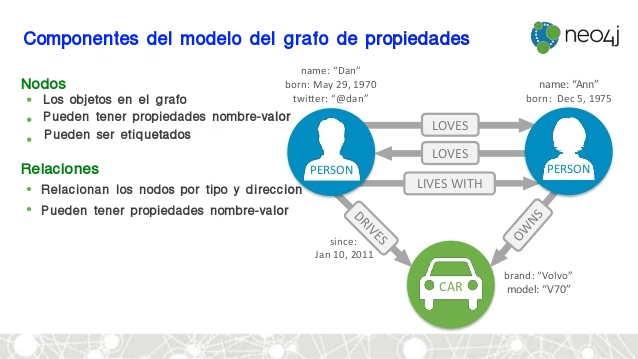 Componentes del modelo del grafo de propiedades
neo4j
Nodos
Los objetos en el grafo
Pueden tener propiedades nombre-valor
Pueden ser etiquetados
Relaciones
Relacionan los nodos por tipo y direccion
Pueden tener propiedades nombre-valor
name: “Dan”
born: May 29, 1970
twitter: “@dan”
name: “Ann”
born: Dec 5, 1975
LOVES
LOVES
LIVES WITH
PERSON
PERSON
DRIVES
OWNS
since:
Jan 10, 2011
CAR
brand: “Volvo”
model: “V70”